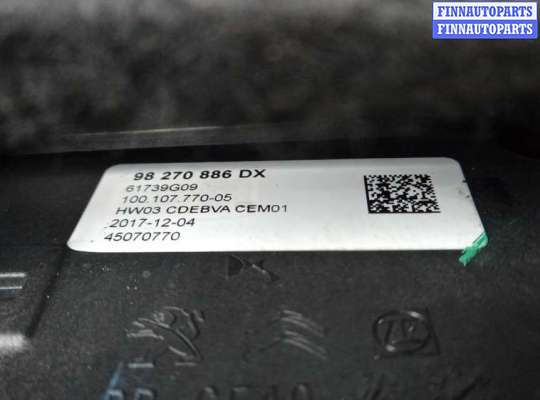 FINNAUTOPARTS
FINNAUTOPARTS
98 270 886 DX
61739G09
100.107.770-05
HW03 CDEBVA CEM01
2017-12-04
45070770